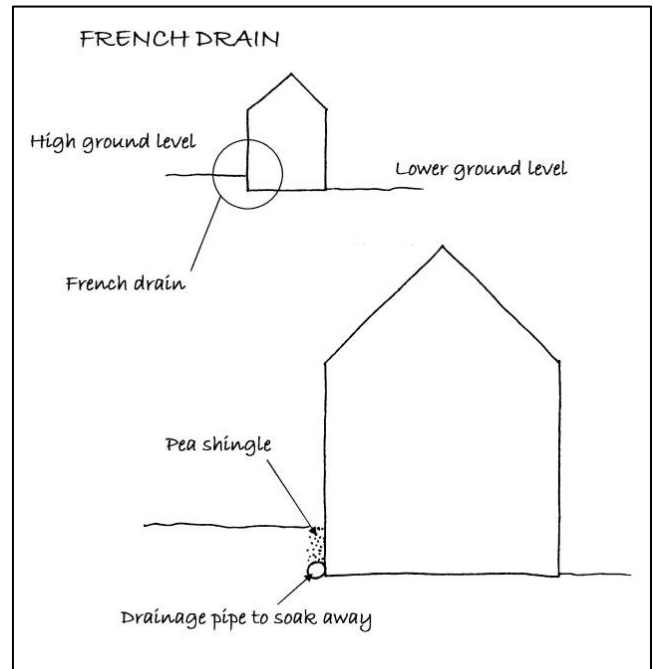 FRENCH DRAIN
High ground level
Lower ground level
French drain
Pea shingle
Drainage pipe to soak away